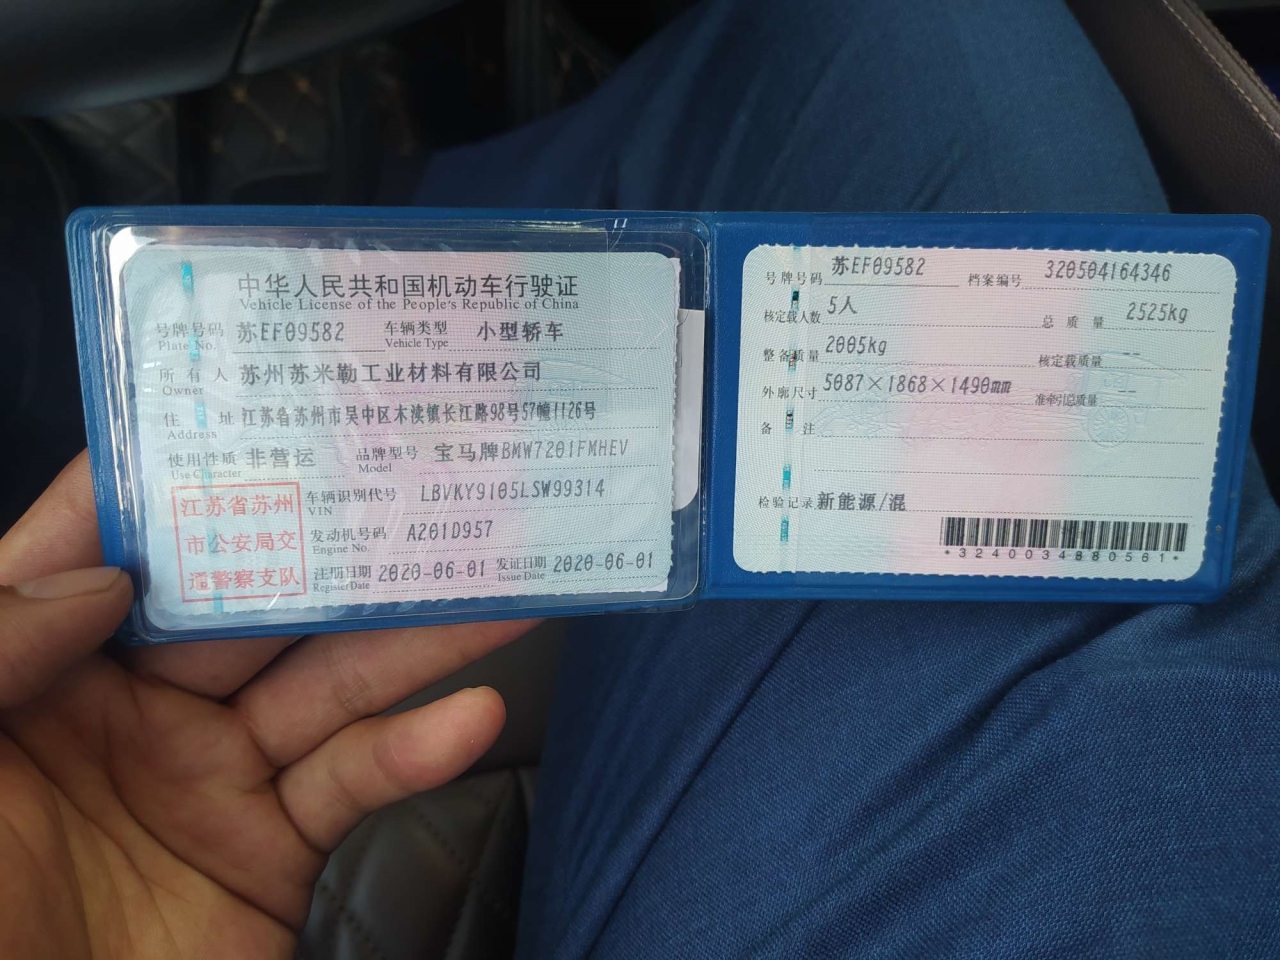 中华人民共和国机动车行驶证
Vehicle License of the People's Republic of China
号牌号码 苏EF09582 车辆类型 小型轿车
Plate No. Vehicle Type
所有人 苏州苏米勒工业材料有限公司
Owner
住址 江苏省苏州市吴中区木渎镇长江路98号57幢1126号
Address
使用性质 非营运 品牌型号 宝马牌BMW7201FMHEV
Use Character Model
江苏省苏州
市公安局交
通警察支队
车辆识别代号 LBVKY9105LSW99314
VIN
发动机号码 A201D957
Engine No.
注册日期 2020-06-01 发证日期 2020-06-01
Register Date Issue Date
号牌号码 苏EF09582 档案编号 320504164346
核定载人数 5人 总质量 2525kg
整备质量 2005kg 核定载质量 --
外廓尺寸 5087×1868×1490mm 准牵引总质量 --
备注
检验记录 新能源/混
*3240034880561*